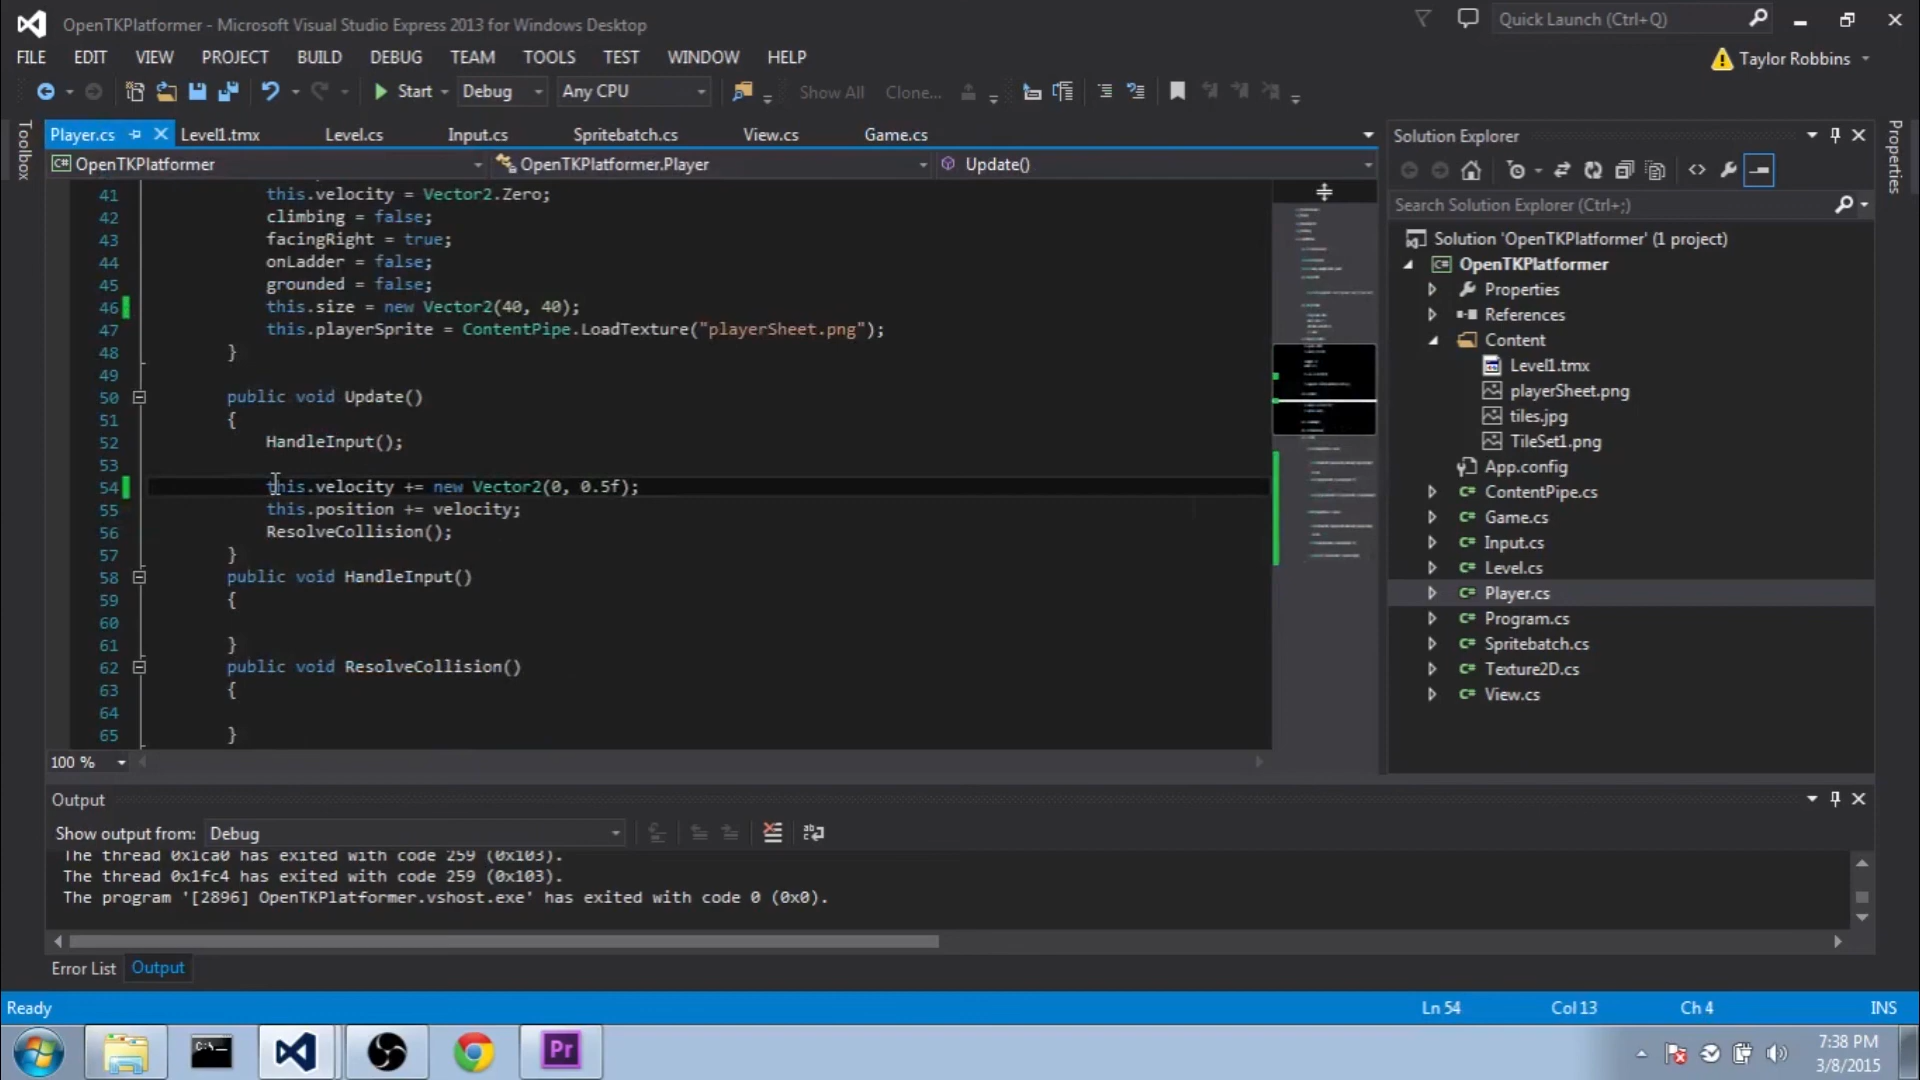 OpenTKPlatformer - Microsoft Visual Studio Express 2013 for Windows Desktop
Quick Launch (Ctrl+Q)
FILE EDIT VIEW PROJECT BUILD DEBUG TEAM TOOLS TEST WINDOW HELP
Taylor Robbins
Start Debug Any CPU Show All Clone...
Toolbox
Player.cs Level1.tmx Level.cs Input.cs Spritebatch.cs View.cs Game.cs
OpenTKPlatformer OpenTKPlatformer.Player Update()
41 this.velocity = Vector2.Zero;
42 climbing = false;
43 facingRight = true;
44 onLadder = false;
45 grounded = false;
46 this.size = new Vector2(40, 40);
47 this.playerSprite = ContentPipe.LoadTexture("playerSheet.png");
48 }
49
50 public void Update()
51 {
52 HandleInput();
53
54 this.velocity += new Vector2(0, 0.5f);
55 this.position += velocity;
56 ResolveCollision();
57 }
58 public void HandleInput()
59 {
60
61 }
62 public void ResolveCollision()
63 {
64
65 }
100 %
Solution Explorer
Properties
Search Solution Explorer (Ctrl+;)
Solution 'OpenTKPlatformer' (1 project)
C# OpenTKPlatformer
Properties
References
Content
Level1.tmx
playerSheet.png
tiles.jpg
TileSet1.png
App.config
C# ContentPipe.cs
C# Game.cs
C# Input.cs
C# Level.cs
C# Player.cs
C# Program.cs
C# Spritebatch.cs
C# Texture2D.cs
C# View.cs
Output
Show output from: Debug
The thread 0x1ca0 has exited with code 259 (0x103).
The thread 0x1fc4 has exited with code 259 (0x103).
The program '[2896] OpenTKPlatformer.vshost.exe' has exited with code 0 (0x0).
Error List Output
Ready Ln 54 Col 13 Ch 4 INS
Pr
7:38 PM
3/8/2015